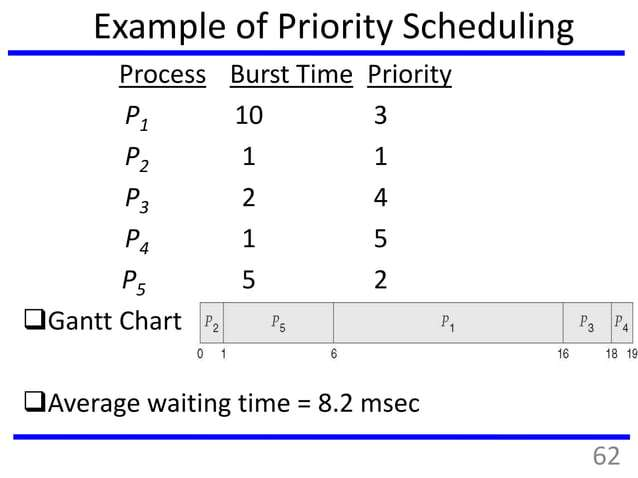 Example of Priority Scheduling
Process Burst Time Priority
P1 10 3
P2 1 1
P3 2 4
P4 1 5
P5 5 2
❑Gantt Chart
P2 P5 P1 P3 P4
0 1 6 16 18 19
❑Average waiting time = 8.2 msec
62